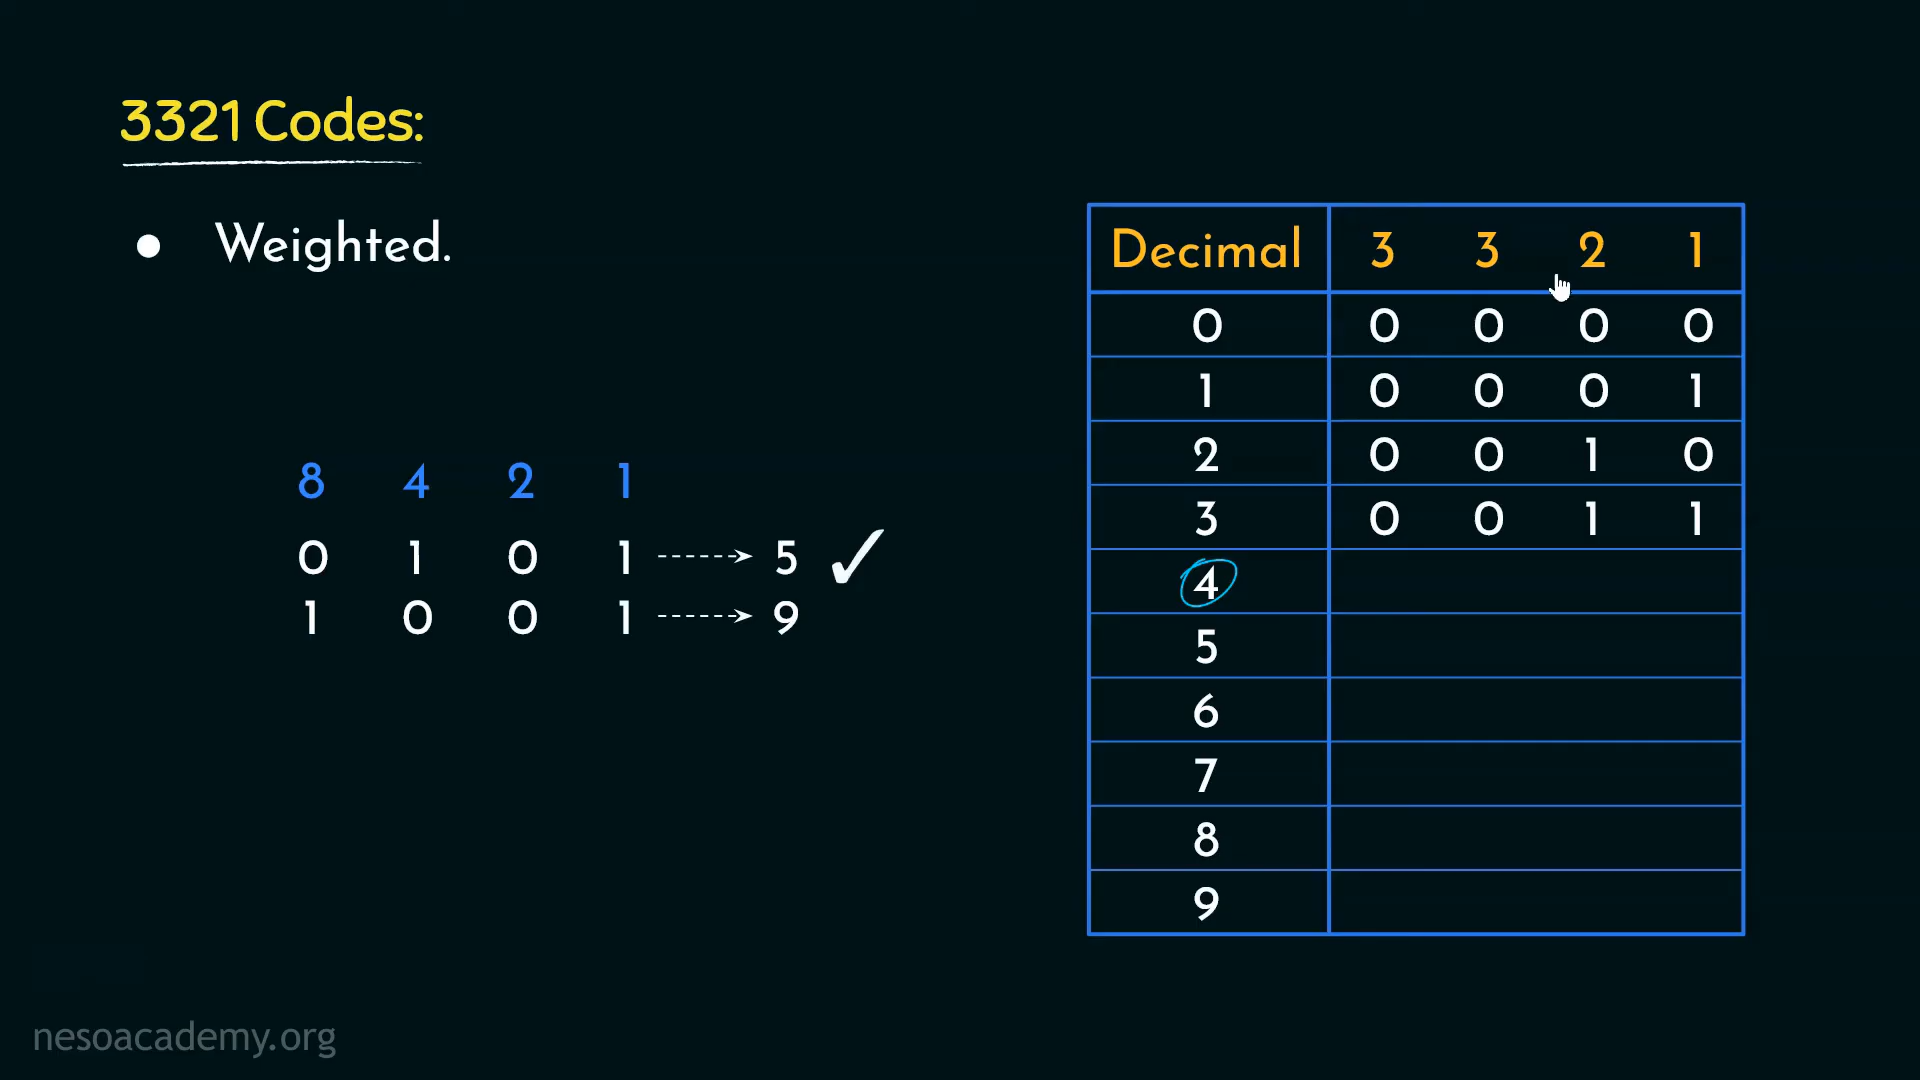 3321 Codes:
● Weighted.
8 4 2 1
0 1 0 1 → 5 ✓
1 0 0 1 → 9
Decimal 3 3 2 1
0 0 0 0 0
1 0 0 0 1
2 0 0 1 0
3 0 0 1 1
4
5
6
7
8
9
nesoacademy.org